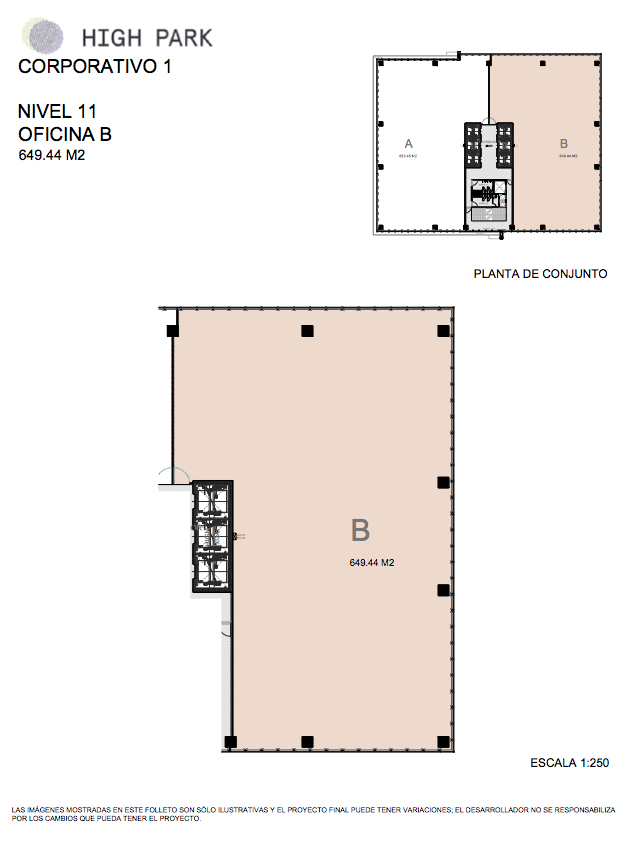 HIGH PARK
CORPORATIVO 1
NIVEL 11
OFICINA B
649.44 M2
A
B
649.44 M2
PLANTA DE CONJUNTO
B
649.44 M2
ESCALA 1:250
LAS IMÁGENES MOSTRADAS EN ESTE FOLLETO SON SÓLO ILUSTRATIVAS Y EL PROYECTO FINAL PUEDE TENER VARIACIONES; EL DESARROLLADOR NO SE RESPONSABILIZA
POR LOS CAMBIOS QUE PUEDA TENER EL PROYECTO.